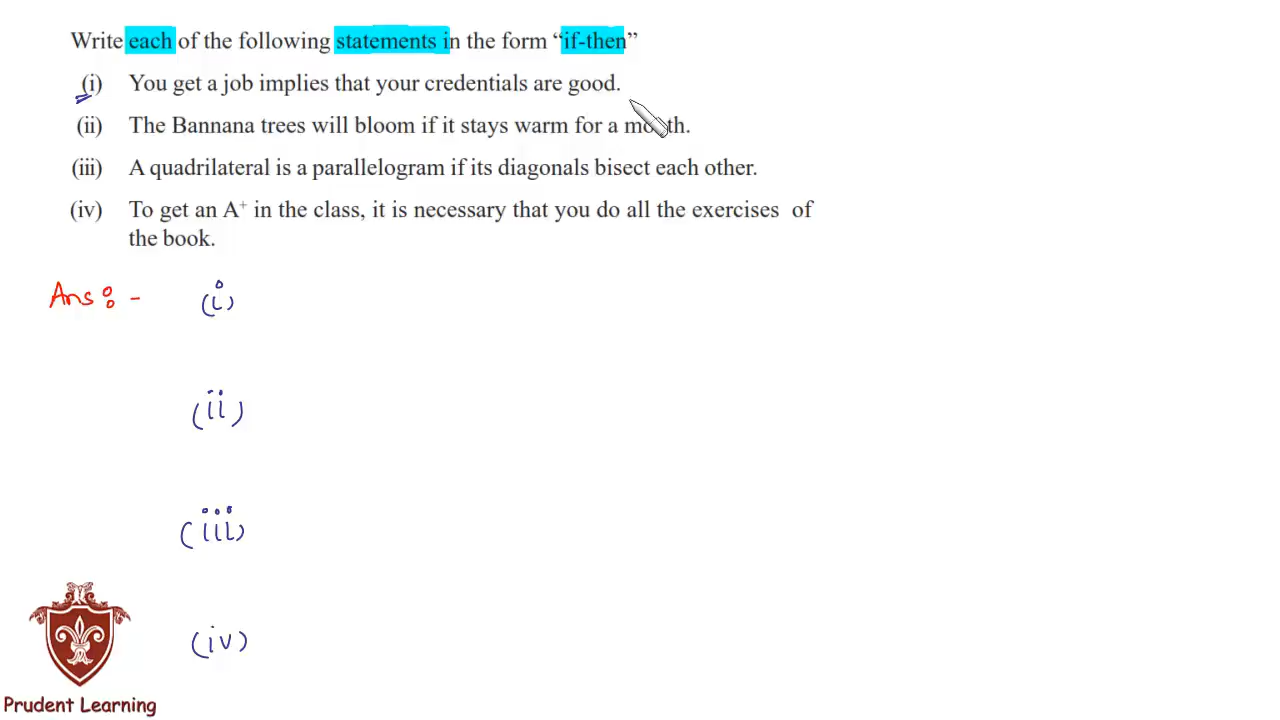 Write each of the following statements in the form “if-then”
(i) You get a job implies that your credentials are good.
(ii) The Bannana trees will bloom if it stays warm for a month.
(iii) A quadrilateral is a parallelogram if its diagonals bisect each other.
(iv) To get an A⁺ in the class, it is necessary that you do all the exercises of
the book.
Ans :- (i)
(ii)
(iii)
(iv)
Prudent Learning